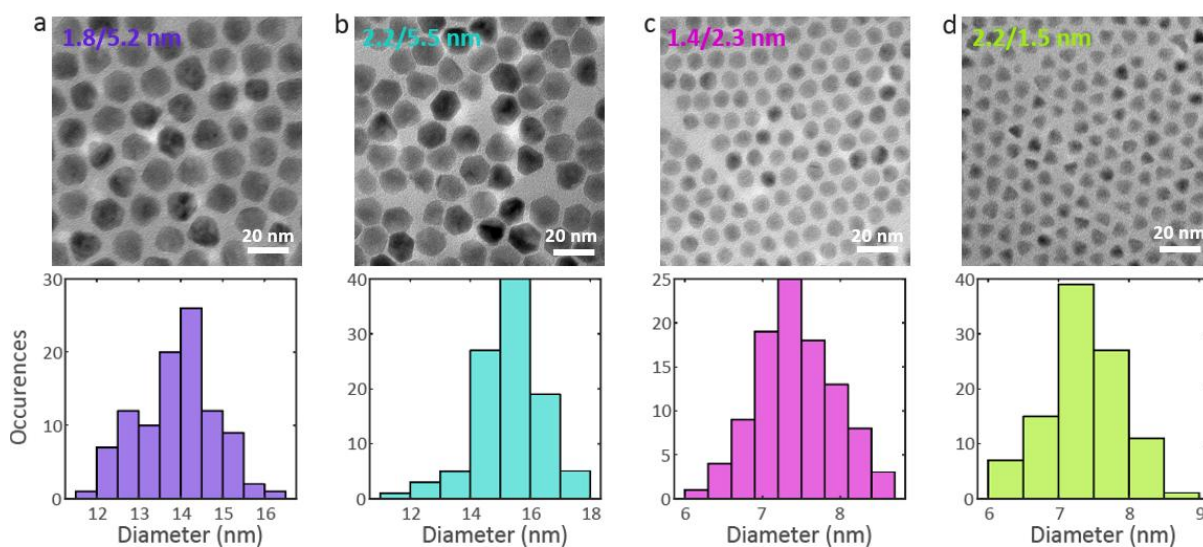 a
1.8/5.2 nm
20 nm
b
2.2/5.5 nm
20 nm
c
1.4/2.3 nm
20 nm
d
2.2/1.5 nm
20 nm
Occurences
30
20
10
0
12 13 14 15 16
Diameter (nm)
40
30
20
10
0
12 14 16 18
Diameter (nm)
25
20
15
10
5
0
6 7 8
Diameter (nm)
40
30
20
10
0
6 7 8 9
Diameter (nm)